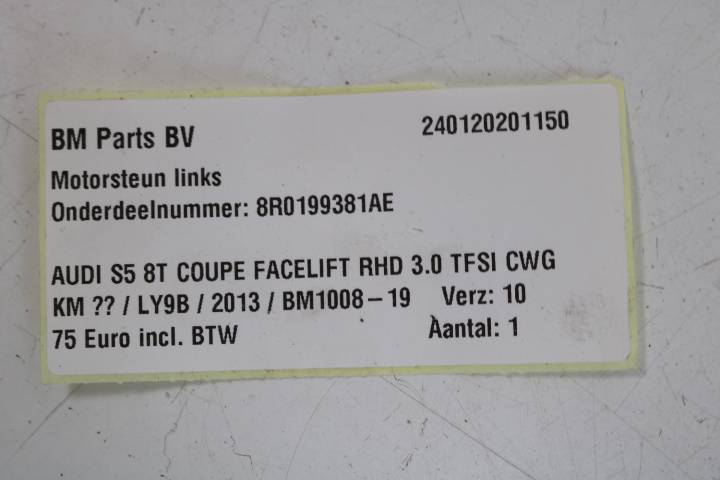 BM Parts BV 240120201150
Motorsteun links
Onderdeelnummer: 8R0199381AE
AUDI S5 8T COUPE FACELIFT RHD 3.0 TFSI CWG
KM ?? / LY9B / 2013 / BM1008-19 Verz: 10
75 Euro incl. BTW Aantal: 1